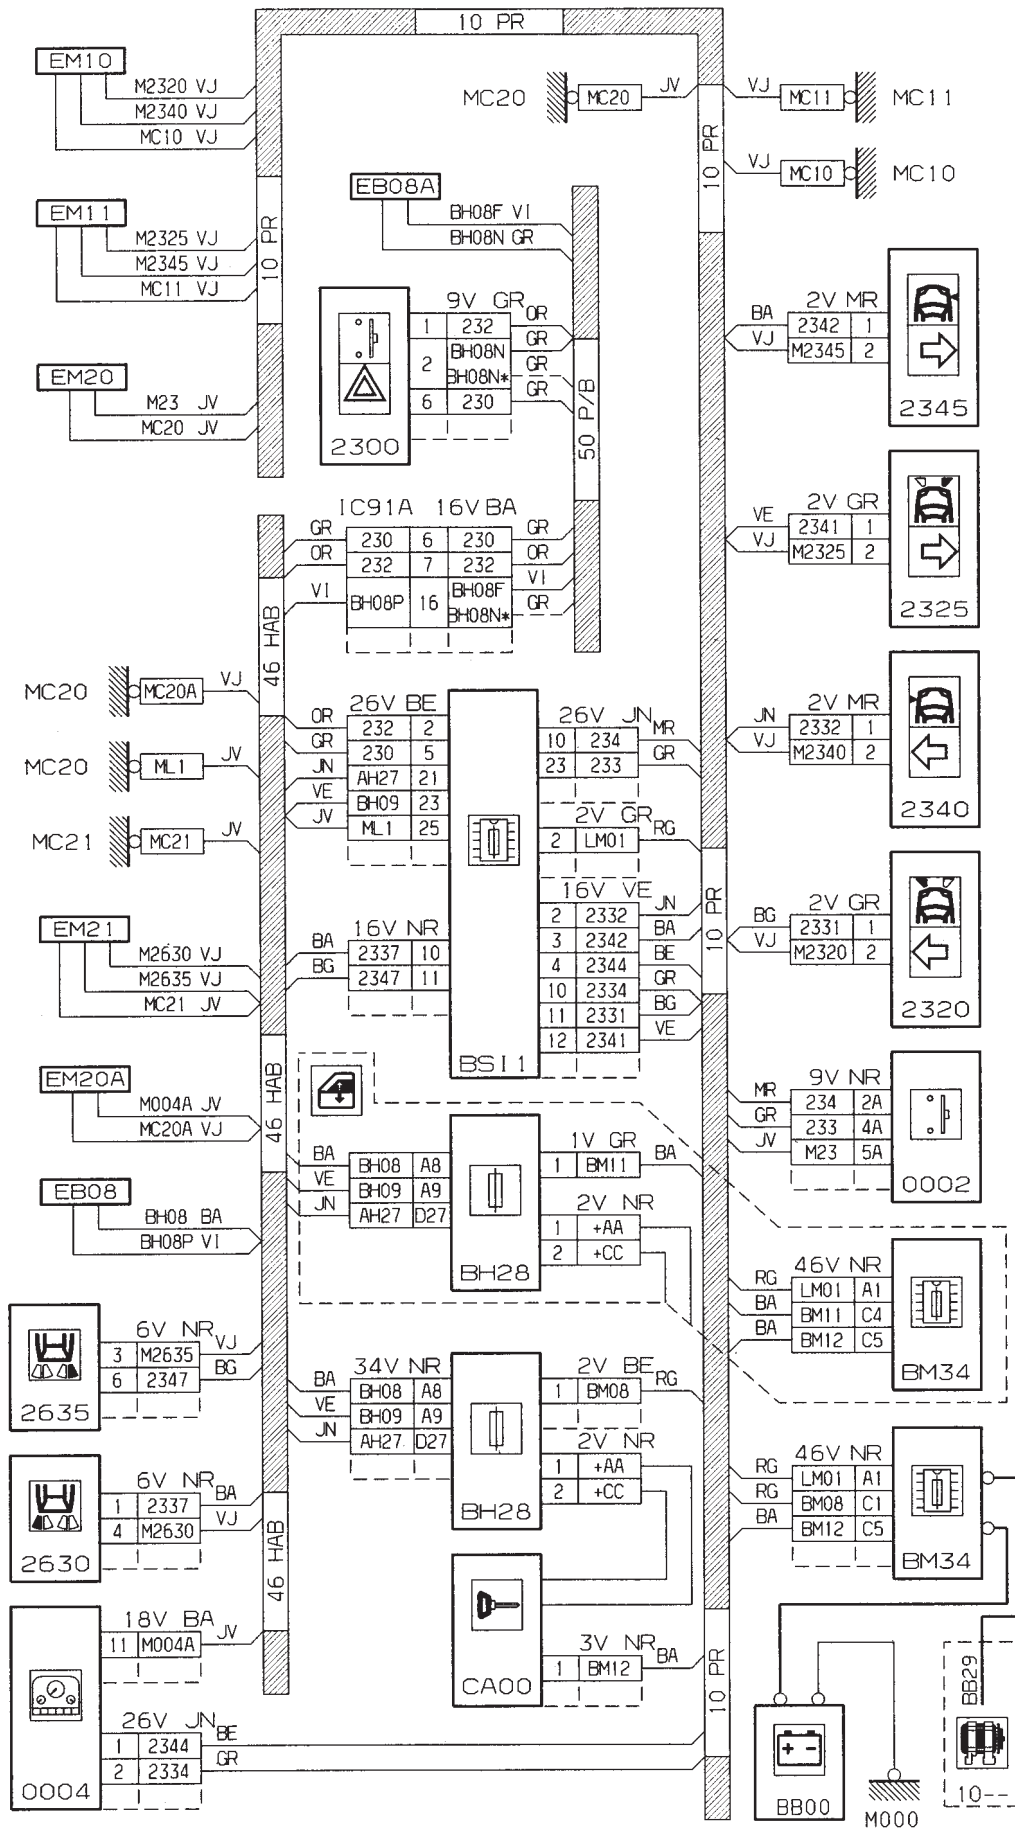 10 PR
EM10
M2320 VJ
M2340 VJ
MC10 VJ
MC20
MC20
JV
VJ
MC11
MC11
10 PR
VJ
MC10
MC10
EM11
M2325 VJ
M2345 VJ
MC11 VJ
10 PR
EB08A
BH08F VI
BH08N GR
9V GR
1 232 OR
2 BH08N GR
BH08N* GR
6 230 GR
2300
50 P/B
2V MR
BA 2342 1
VJ M2345 2
2345
EM20
M23 JV
MC20 JV
IC91A 16V BA
GR 230 6 230 GR
OR 232 7 232 OR
VI BH08P 16 BH08F VI
BH08N* GR
46 HAB
2V GR
VE 2341 1
VJ M2325 2
2325
MC20 MC20A VJ
MC20 ML1 JV
MC21 MC21 JV
26V BE
OR 232 2
GR 230 5
JN AH27 21
VE BH09 23
JV ML1 25
26V JN
10 234 MR
23 233 GR
2V GR
2 LM01 RG
16V VE
2 2332 JN
3 2342 BA
4 2344 BE
10 2334 GR
11 2331 BG
12 2341 VE
BSI1
16V NR
BA 2337 10
BG 2347 11
2V MR
JN 2332 1
VJ M2340 2
2340
10 PR
2V GR
BG 2331 1
VJ M2320 2
2320
EM21
M2630 VJ
M2635 VJ
MC21 JV
EM20A
M004A JV
MC20A VJ
46 HAB
EB08
BH08 BA
BH08P VI
BA BH08 A8
VE BH09 A9
JN AH27 D27
BH28
1V GR
1 BM11 BA
2V NR
1 +AA
2 +CC
9V NR
MR 234 2A
GR 233 4A
JV M23 5A
0002
46V NR
RG LM01 A1
BA BM11 C4
BA BM12 C5
BM34
6V NR
3 M2635 VJ
6 2347 BG
2635
34V NR
BA BH08 A8
VE BH09 A9
JN AH27 D27
BH28
2V BE
1 BM08 RG
2V NR
1 +AA
2 +CC
46V NR
RG LM01 A1
RG BM08 C1
BA BM12 C5
BM34
6V NR
1 2337 BA
4 M2630 VJ
2630
46 HAB
CA00
3V NR
1 BM12 BA
10 PR
18V BA
11 M004A JV
26V JN
1 2344 BE
2 2334 GR
0004
+ -
BB00
M000
BB29
10--